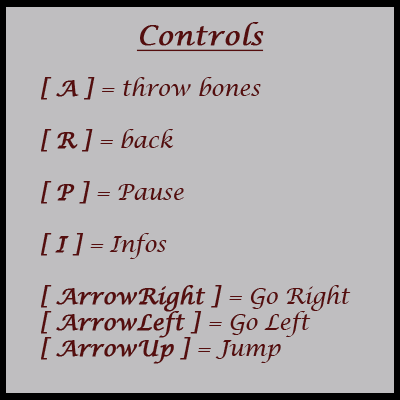 Controls
[ A ] = throw bones
[ R ] = back
[ P ] = Pause
[ I ] = Infos
[ ArrowRight ] = Go Right
[ ArrowLeft ] = Go Left
[ ArrowUp ] = Jump